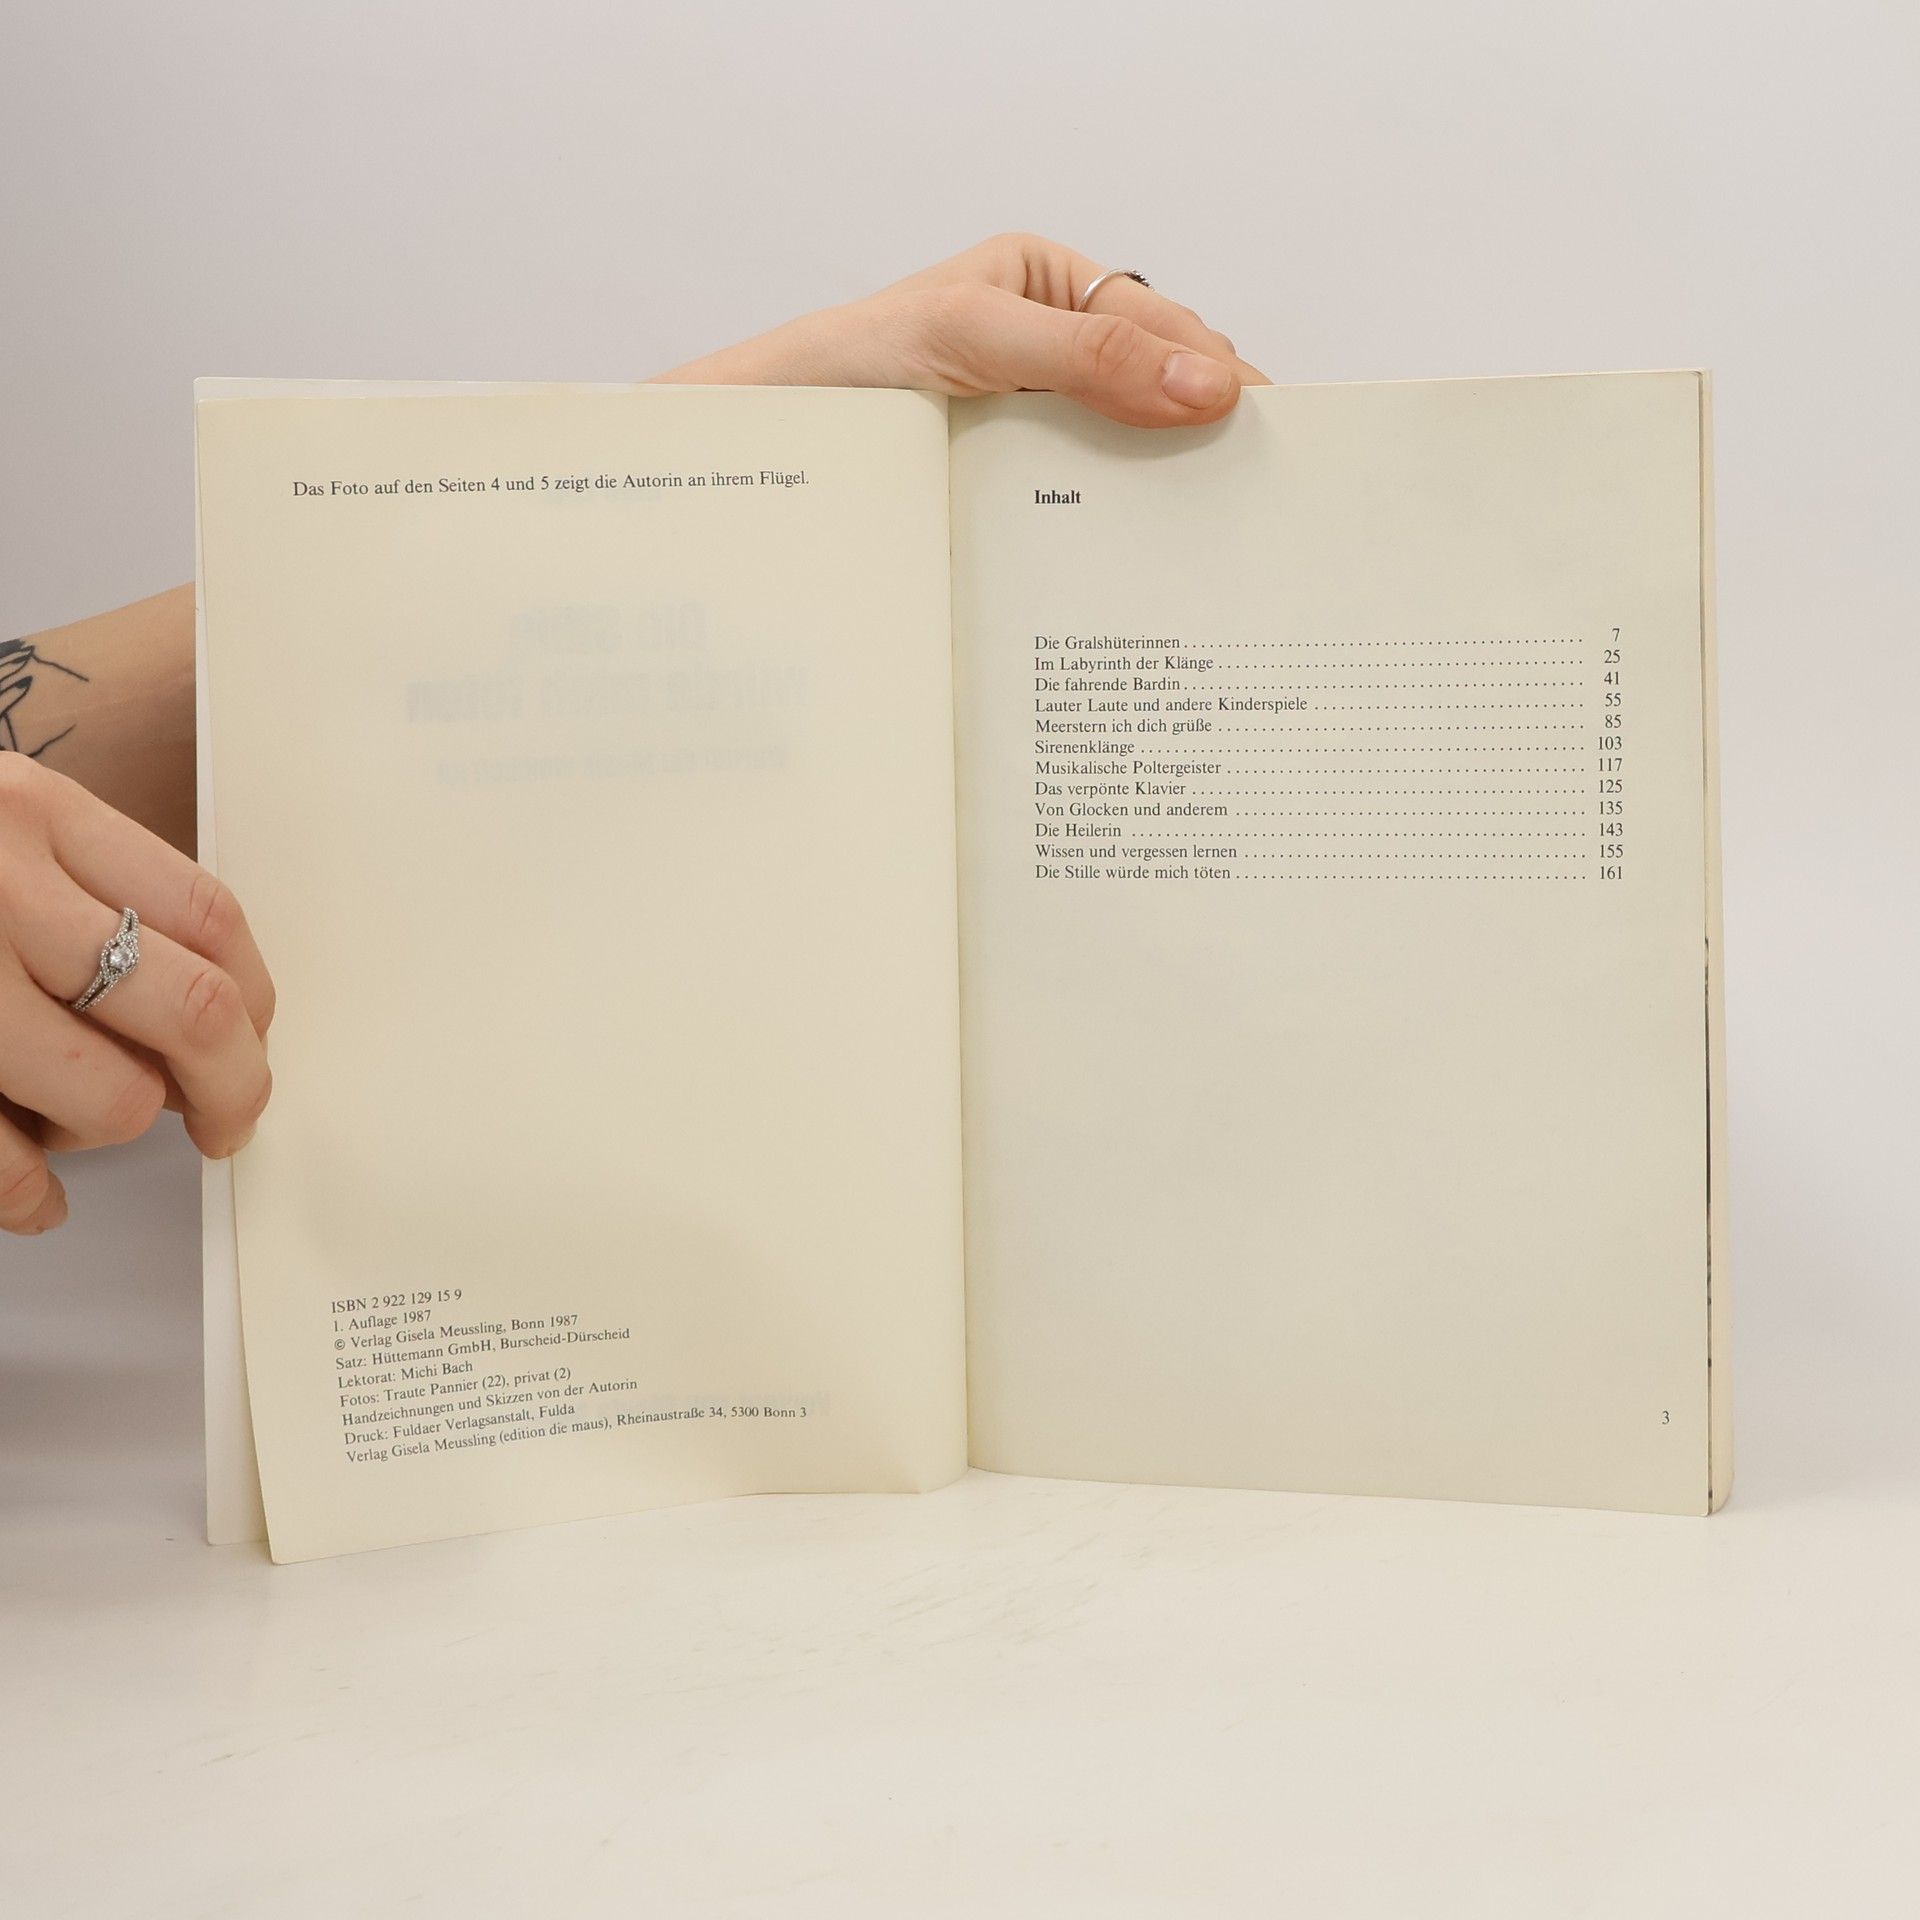 Das Foto auf den Seiten 4 und 5 zeigt die Autorin an ihrem Flügel.
ISBN 2 922 129 15 9
1. Auflage 1987
© Verlag Gisela Meussling, Bonn 1987
Satz: Hüttemann GmbH, Burscheid-Dürscheid
Lektorat: Michi Bach
Fotos: Traute Pannier (22), privat (2)
Handzeichnungen und Skizzen von der Autorin
Druck: Fuldaer Verlagsanstalt, Fulda
Verlag Gisela Meussling (edition die maus), Rheinaustraße 34, 5300 Bonn 3
Inhalt
Die Gralshüterinnen 7
Im Labyrinth der Klänge 25
Die fahrende Bardin 41
Lauter Laute und andere Kinderspiele 55
Meerstern ich dich grüße 85
Sirenenklänge 103
Musikalische Poltergeister 117
Das verpönte Klavier 125
Von Glocken und anderem 135
Die Heilerin 143
Wissen und vergessen lernen 155
Die Stille würde mich töten 161
3